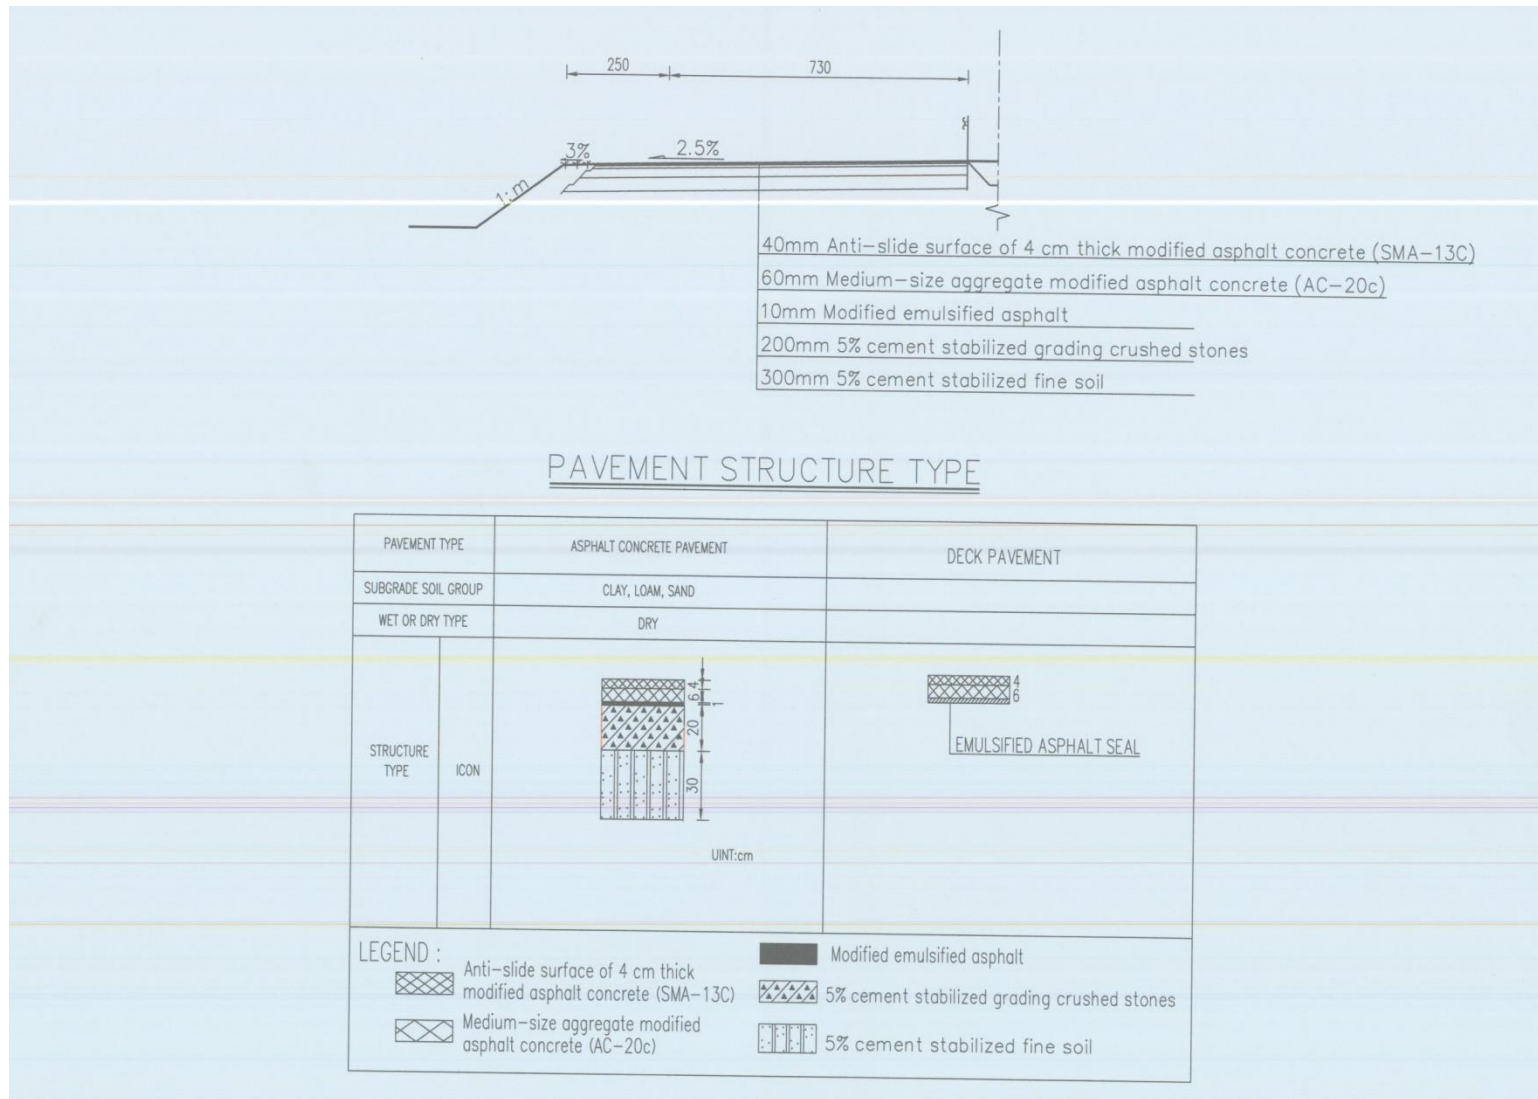 250 730
3% 2.5%
1:m
40mm Anti-slide surface of 4 cm thick modified asphalt concrete (SMA-13C)
60mm Medium-size aggregate modified asphalt concrete (AC-20c)
10mm Modified emulsified asphalt
200mm 5% cement stabilized grading crushed stones
300mm 5% cement stabilized fine soil
PAVEMENT STRUCTURE TYPE
PAVEMENT TYPE ASPHALT CONCRETE PAVEMENT DECK PAVEMENT
SUBGRADE SOIL GROUP CLAY, LOAM, SAND
WET OR DRY TYPE DRY
STRUCTURE
TYPE
ICON
4
6
1
20
30
UINT:cm
4
6
EMULSIFIED ASPHALT SEAL
LEGEND :
Anti-slide surface of 4 cm thick
modified asphalt concrete (SMA-13C)
Medium-size aggregate modified
asphalt concrete (AC-20c)
Modified emulsified asphalt
5% cement stabilized grading crushed stones
5% cement stabilized fine soil